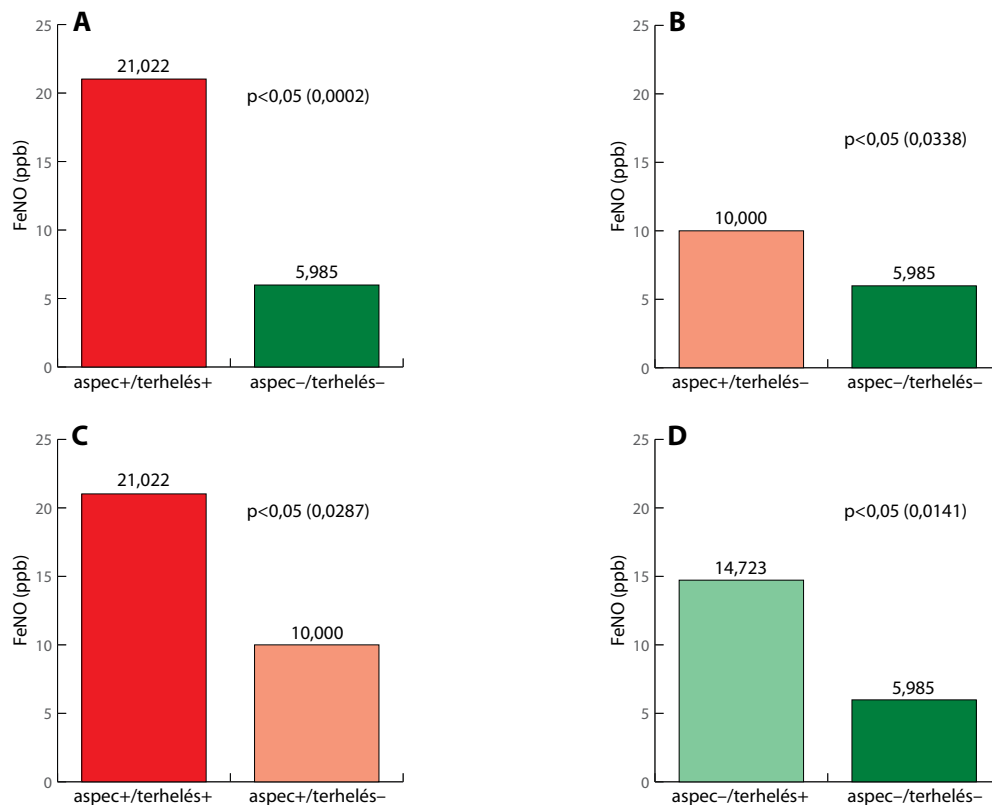 A
25
20
15
10
5
0
FeNO (ppb)
21,022
p<0,05 (0,0002)
5,985
aspec+/terhelés+ aspec–/terhelés–
B
25
20
15
10
5
0
FeNO (ppb)
p<0,05 (0,0338)
10,000
5,985
aspec+/terhelés– aspec–/terhelés–
C
25
20
15
10
5
0
FeNO (ppb)
21,022
p<0,05 (0,0287)
10,000
aspec+/terhelés+ aspec+/terhelés–
D
25
20
15
10
5
0
FeNO (ppb)
p<0,05 (0,0141)
14,723
5,985
aspec–/terhelés+ aspec–/terhelés–